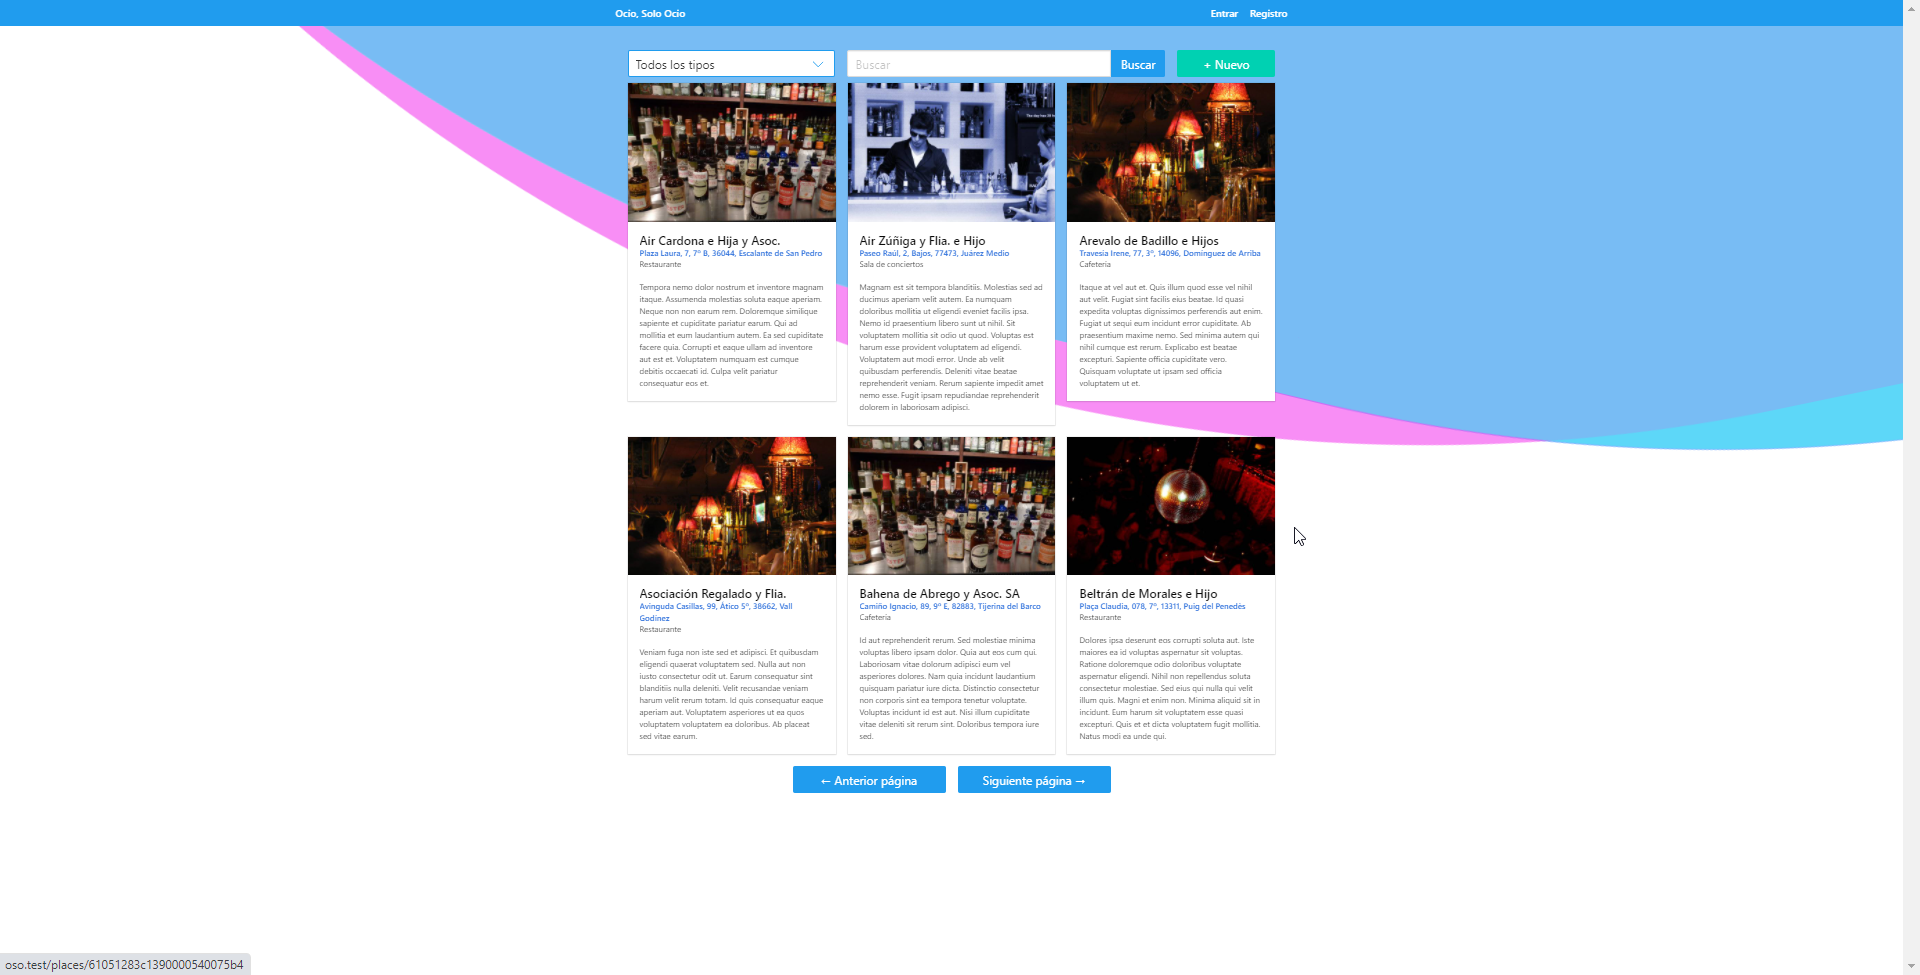 Ocio, Solo Ocio
Entrar
Registro
Todos los tipos
Buscar
Buscar
+ Nuevo
Air Cardona e Hija y Asoc.
Plaza Laura, 7, 7º B, 36044, Escalante de San Pedro
Restaurante
Tempora nemo dolor nostrum et inventore magnam
itaque. Assumenda molestias soluta eaque aperiam.
Neque non non earum rem. Doloremque similique
sapiente et cupiditate pariatur earum. Qui ad
mollitia et eum laudantium autem. Ea sed cupiditate
facere quia. Corrupti et eaque ullam ad inventore
aut est et. Voluptatem numquam est cumque
debitis occaecati id. Culpa velit pariatur
consequatur eos et.
Air Zúñiga y Flia. e Hijo
Paseo Raúl, 2, Bajos, 77473, Juárez Medio
Sala de conciertos
Magnam est sit tempora blanditiis. Molestias sed ad
ducimus aperiam velit autem. Ea numquam
doloribus mollitia ut eligendi eveniet facilis ipsa.
Nemo id praesentium libero sunt ut nihil. Sit
voluptatem mollitia sit odio ut quod. Voluptas est
harum esse provident voluptatem ad eligendi.
Voluptatem aut modi error. Unde ab velit
quibusdam perferendis. Deleniti vitae beatae
reprehenderit veniam. Rerum sapiente impedit amet
nemo esse. Fugit ipsam repudiandae reprehenderit
dolorem in laboriosam adipisci.
Arevalo de Badillo e Hijos
Travesía Irene, 77, 3º, 14096, Domínguez de Arriba
Cafeteria
Itaque at vel aut et. Quis illum quod esse vel nihil
aut velit. Fugiat sint facilis eius beatae. Id quasi
expedita voluptas dignissimos perferendis aut enim.
Fugiat ut sequi eum incidunt error cupiditate. Ab
praesentium maxime nemo. Sed minima autem qui
nihil cumque est rerum. Explicabo est beatae
excepturi. Sapiente officia cupiditate vero.
Quisquam voluptate ut ipsam sed officia
voluptatem ut et.
Asociación Regalado y Flia.
Avinguda Casillas, 99, Ático 5º, 38662, Vall
Godínez
Restaurante
Veniam fuga non iste sed et adipisci. Et quibusdam
eligendi quaerat voluptatem sed. Nulla aut non
iusto consectetur odit ut. Earum consequatur sint
blanditiis nulla deleniti. Velit recusandae veniam
harum velit rerum totam. Id quis consequatur eaque
aperiam aut. Voluptatem asperiores ut ea quos
voluptatem voluptatem ea doloribus. Ab placeat
sed vitae earum.
Bahena de Abrego y Asoc. SA
Camiño Ignacio, 89, 9º E, 82883, Tijerina del Barco
Cafeteria
Id aut reprehenderit rerum. Sed molestiae minima
voluptas libero ipsam dolor. Quia aut eos cum qui.
Laboriosam vitae dolorum adipisci eum vel
asperiores dolores. Nam quia incidunt laudantium
quisquam pariatur iure dicta. Distinctio consectetur
non corporis sint ea tempora tenetur voluptate.
Voluptas incidunt id est aut. Nisi illum cupiditate
vitae deleniti sit rerum sint. Doloribus tempora iure
sed.
Beltrán de Morales e Hijo
Plaça Claudia, 078, 7º, 13311, Puig del Penedès
Restaurante
Dolores ipsa deserunt eos corrupti soluta aut. Iste
maiores ea id voluptas aspernatur sit voluptas.
Ratione doloremque odio doloribus voluptate
aspernatur eligendi. Nihil non repellendus soluta
consectetur molestiae. Sed eius qui nulla qui velit
illum quis. Magni et enim non. Minima aliquid sit in
incidunt. Eum harum sit voluptatem esse quasi
excepturi. Quis et et dicta voluptatem fugit mollitia.
Natus modi ea unde qui.
← Anterior página
Siguiente página →
oso.test/places/61051283c1390000540075b4